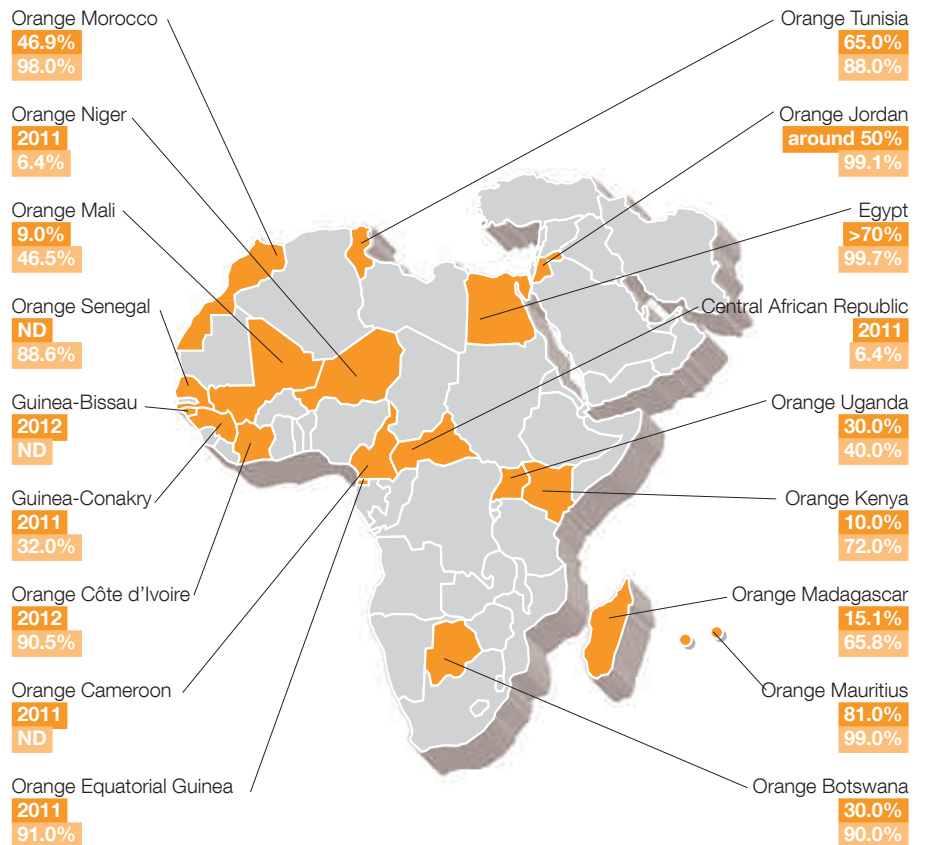 Orange Morocco
46.9%
98.0%
Orange Niger
2011
6.4%
Orange Mali
9.0%
46.5%
Orange Senegal
ND
88.6%
Guinea-Bissau
2012
ND
Guinea-Conakry
2011
32.0%
Orange Côte d’Ivoire
2012
90.5%
Orange Cameroon
2011
ND
Orange Equatorial Guinea
2011
91.0%
Orange Tunisia
65.0%
88.0%
Orange Jordan
around 50%
99.1%
Egypt
>70%
99.7%
Central African Republic
2011
6.4%
Orange Uganda
30.0%
40.0%
Orange Kenya
10.0%
72.0%
Orange Madagascar
15.1%
65.8%
Orange Mauritius
81.0%
99.0%
Orange Botswana
30.0%
90.0%